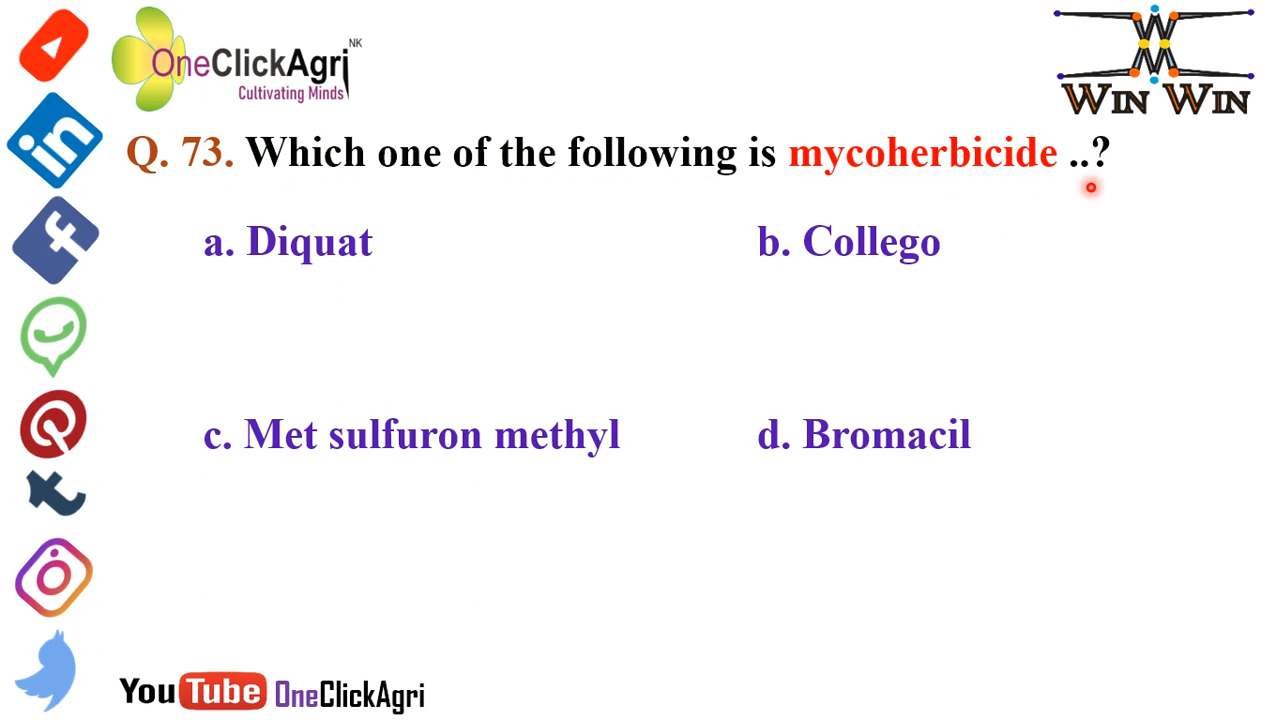 OneClickAgri NK
Cultivating Minds
WIN WIN
Q. 73. Which one of the following is mycoherbicide ..?
a. Diquat
b. Collego
c. Met sulfuron methyl
d. Bromacil
YouTube OneClickAgri